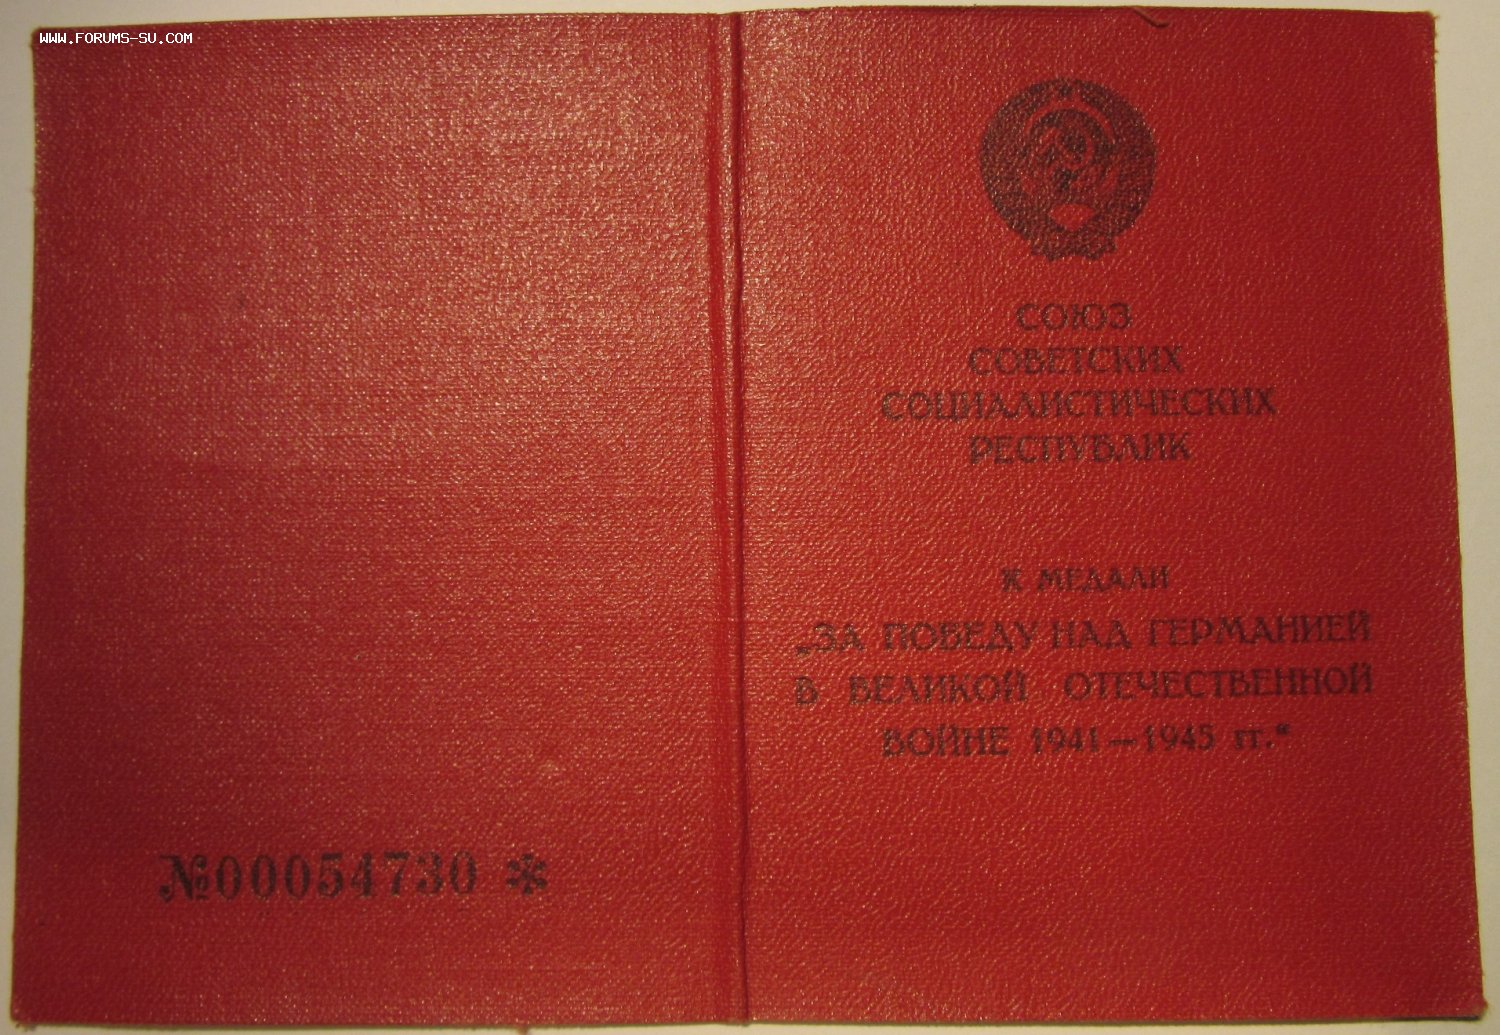 WWW.FORUMS-SU.COM
СОЮЗ
СОВЕТСКИХ
СОЦИАЛИСТИЧЕСКИХ
РЕСПУБЛИК
К МЕДАЛИ
„ЗА ПОБЕДУ НАД ГЕРМАНИЕЙ
В ВЕЛИКОЙ ОТЕЧЕСТВЕННОЙ
ВОЙНЕ 1941—1945 гг.“
№00054730 *